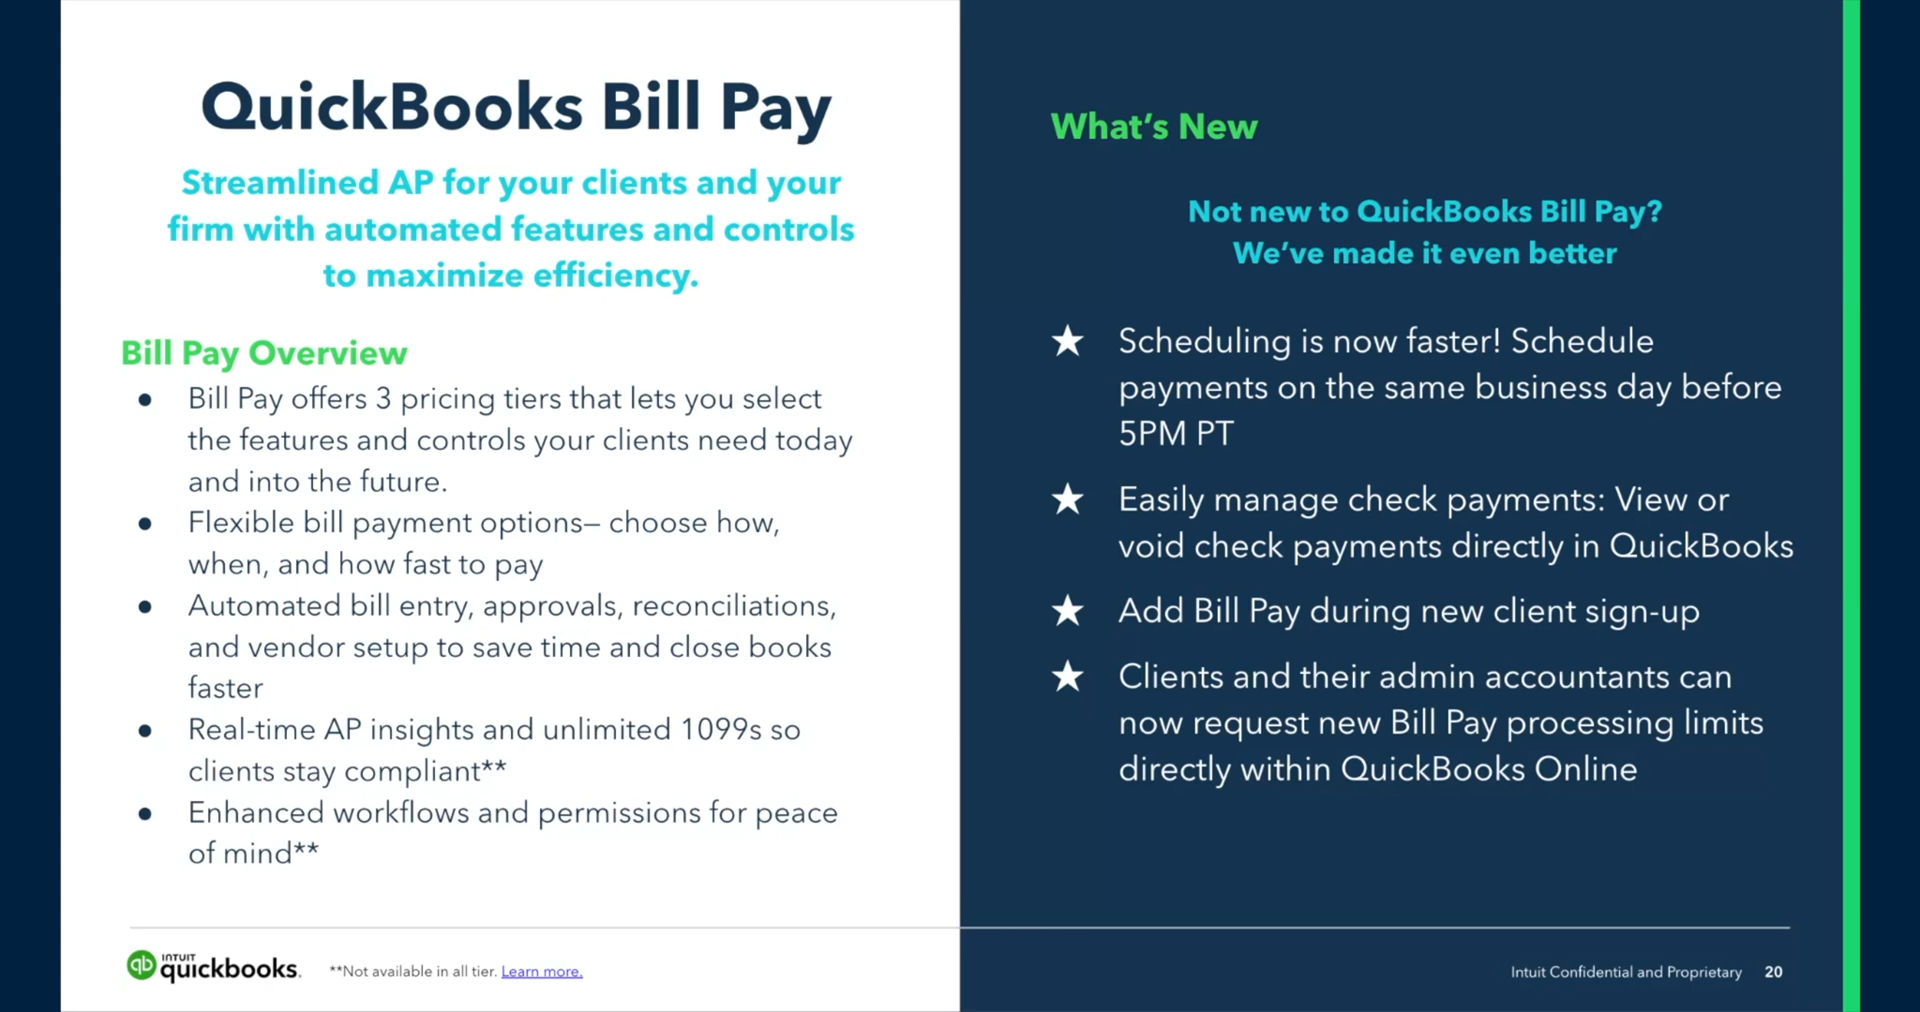 QuickBooks Bill Pay
Streamlined AP for your clients and your
firm with automated features and controls
to maximize efficiency.
Bill Pay Overview
● Bill Pay offers 3 pricing tiers that lets you select
the features and controls your clients need today
and into the future.
● Flexible bill payment options— choose how,
when, and how fast to pay
● Automated bill entry, approvals, reconciliations,
and vendor setup to save time and close books
faster
● Real-time AP insights and unlimited 1099s so
clients stay compliant**
● Enhanced workflows and permissions for peace
of mind**
What's New
Not new to QuickBooks Bill Pay?
We've made it even better
★ Scheduling is now faster! Schedule
payments on the same business day before
5PM PT
★ Easily manage check payments: View or
void check payments directly in QuickBooks
★ Add Bill Pay during new client sign-up
★ Clients and their admin accountants can
now request new Bill Pay processing limits
directly within QuickBooks Online
qb INTUIT
quickbooks.
**Not available in all tier. Learn more.
Intuit Confidential and Proprietary 20